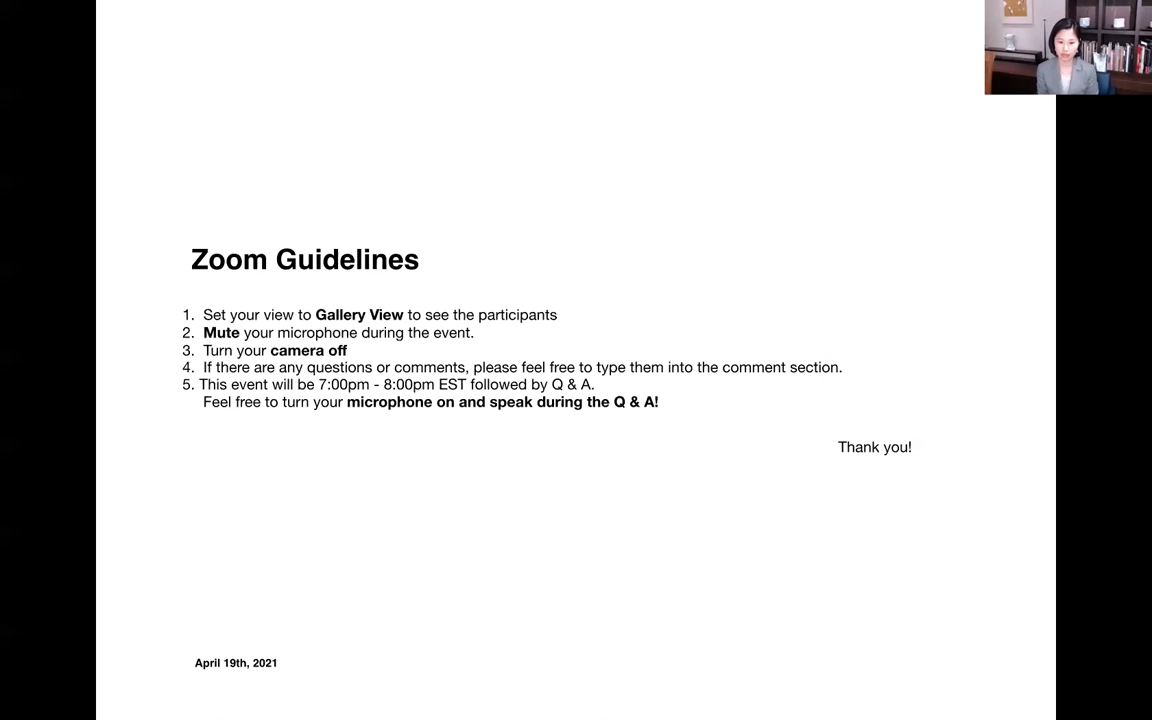 Zoom Guidelines
1. Set your view to Gallery View to see the participants
2. Mute your microphone during the event.
3. Turn your camera off
4. If there are any questions or comments, please feel free to type them into the comment section.
5. This event will be 7:00pm - 8:00pm EST followed by Q & A.
Feel free to turn your microphone on and speak during the Q & A!
Thank you!
April 19th, 2021